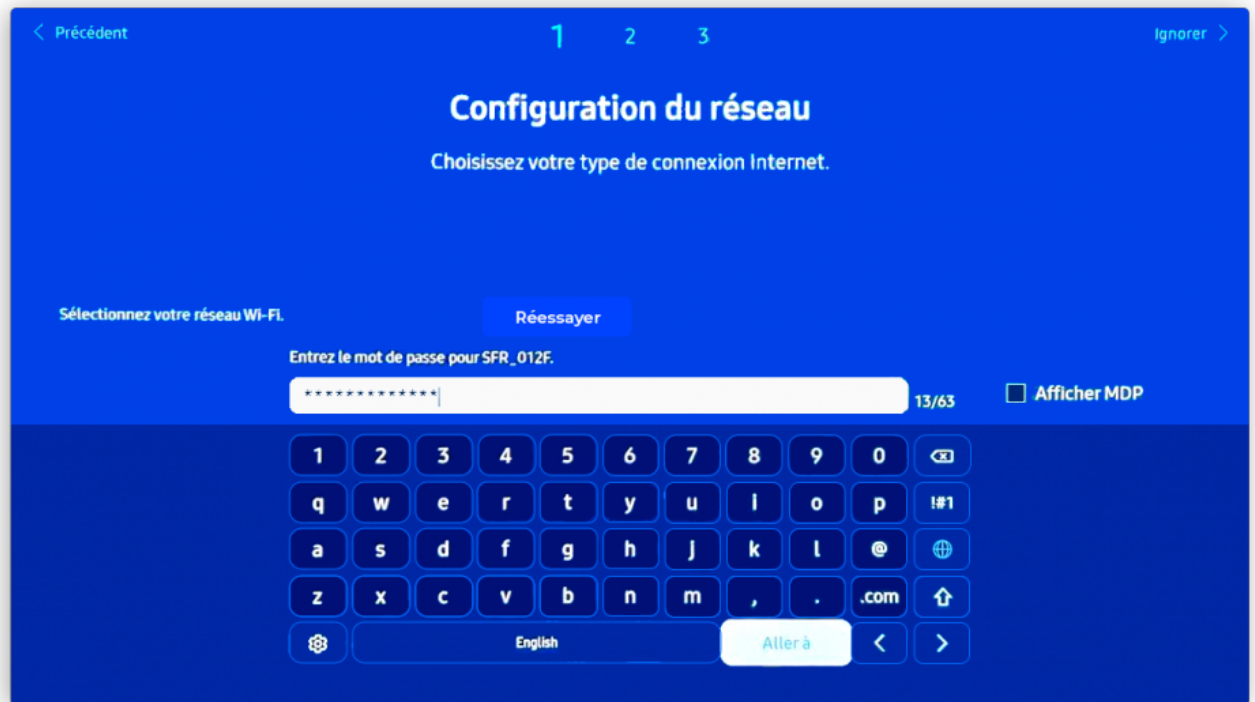 Précédent
1 2 3
Ignorer
Configuration du réseau
Choisissez votre type de connexion Internet.
Sélectionnez votre réseau Wi-Fi.
Réessayer
Entrez le mot de passe pour SFR_012F.
*************
13/63
Afficher MDP
1 2 3 4 5 6 7 8 9 0
q w e r t y u i o p !#1
a s d f g h j k l @
z x c v b n m , . .com
English Aller à